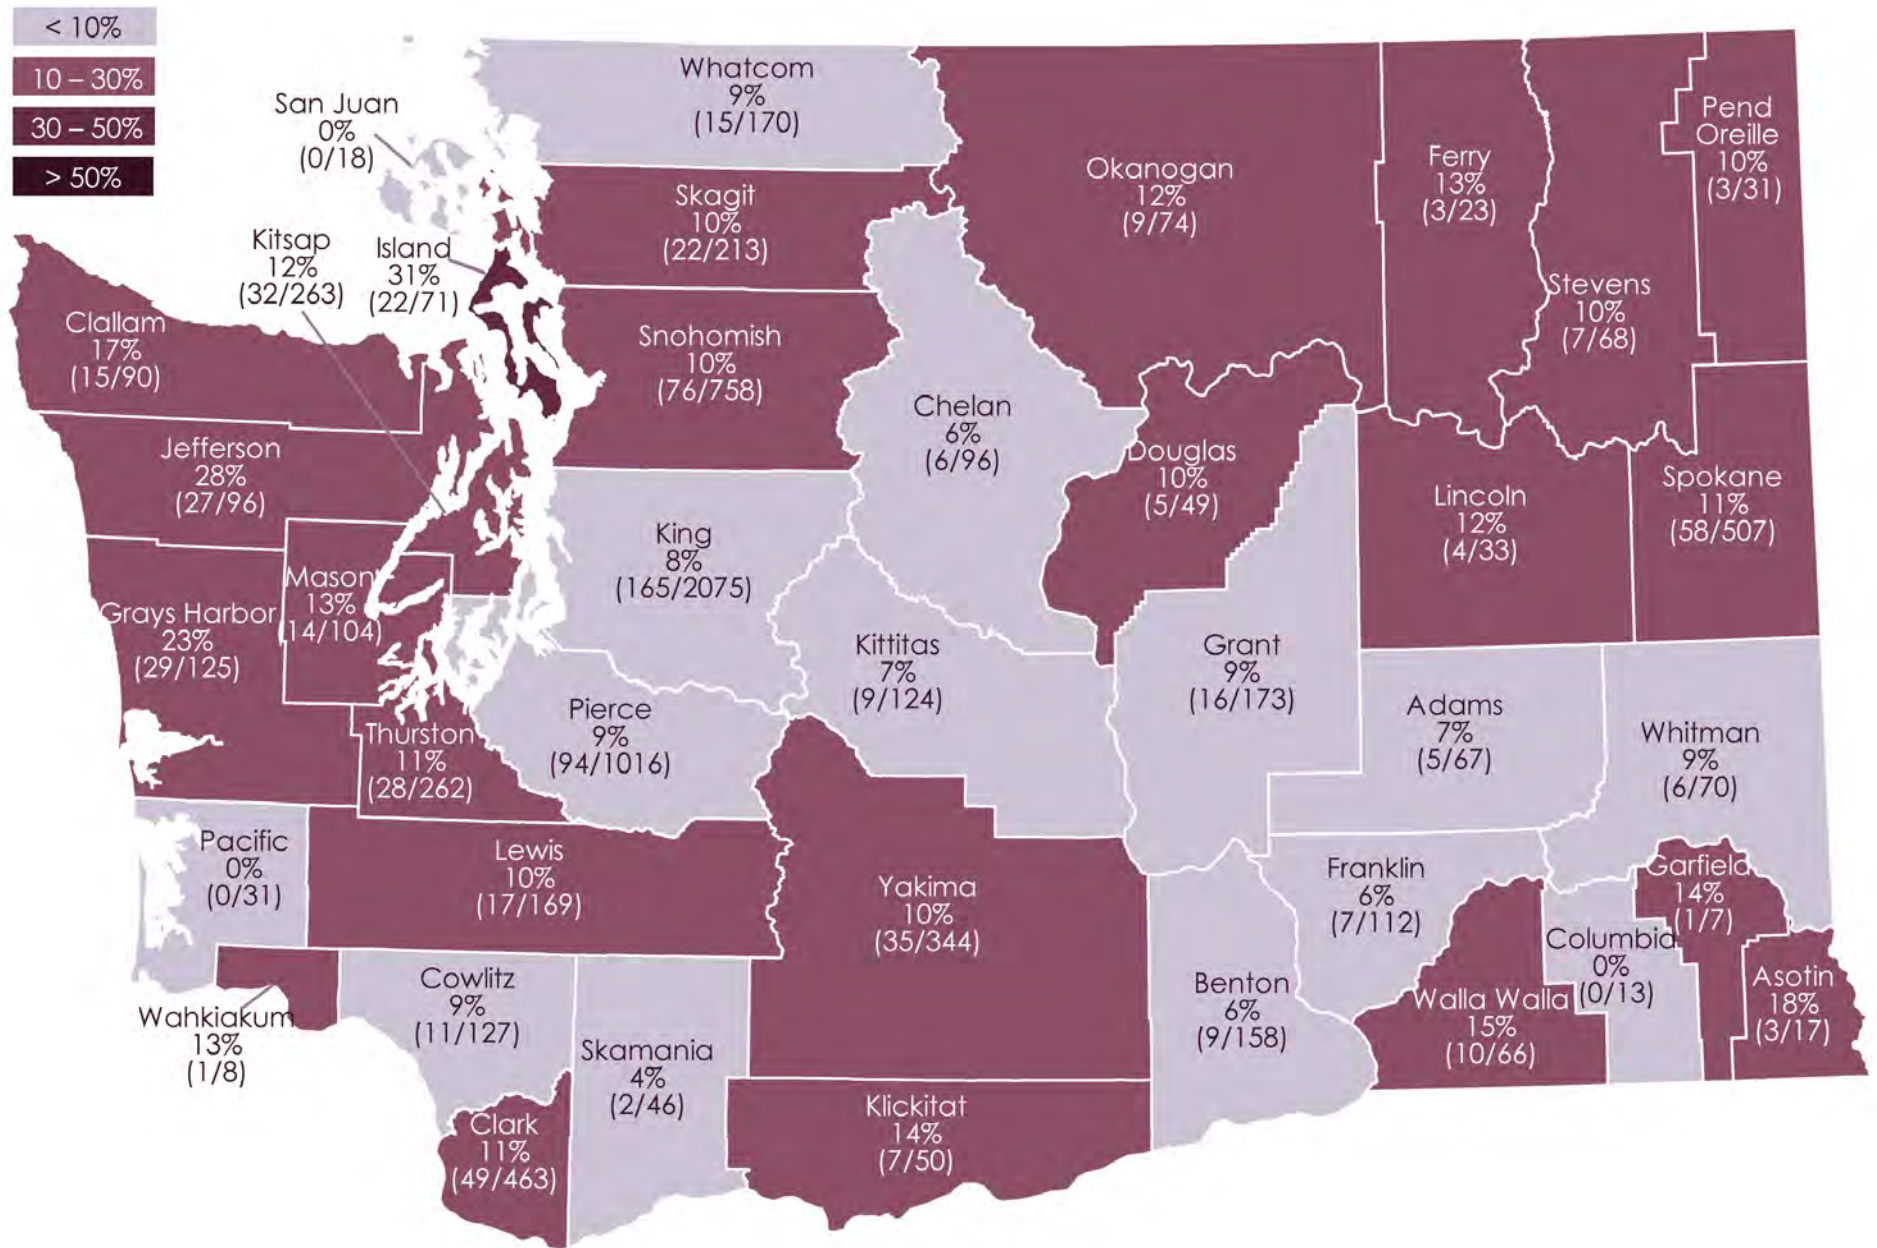 < 10%
10 – 30%
30 – 50%
> 50%
Whatcom
9%
(15/170)
San Juan
0%
(0/18)
Skagit
10%
(22/213)
Okanogan
12%
(9/74)
Ferry
13%
(3/23)
Pend
Oreille
10%
(3/31)
Stevens
10%
(7/68)
Kitsap
12%
(32/263)
Island
31%
(22/71)
Clallam
17%
(15/90)
Snohomish
10%
(76/758)
Chelan
6%
(6/96)
Jefferson
28%
(27/96)
Douglas
10%
(5/49)
Lincoln
12%
(4/33)
Spokane
11%
(58/507)
King
8%
(165/2075)
Mason
13%
(14/104)
Grays Harbor
23%
(29/125)
Kittitas
7%
(9/124)
Grant
9%
(16/173)
Pierce
9%
(94/1016)
Adams
7%
(5/67)
Whitman
9%
(6/70)
Thurston
11%
(28/262)
Pacific
0%
(0/31)
Lewis
10%
(17/169)
Yakima
10%
(35/344)
Franklin
6%
(7/112)
Garfield
14%
(1/7)
Columbia
0%
(0/13)
Asotin
18%
(3/17)
Walla Walla
15%
(10/66)
Benton
6%
(9/158)
Cowlitz
9%
(11/127)
Wahkiakum
13%
(1/8)
Skamania
4%
(2/46)
Klickitat
14%
(7/50)
Clark
11%
(49/463)